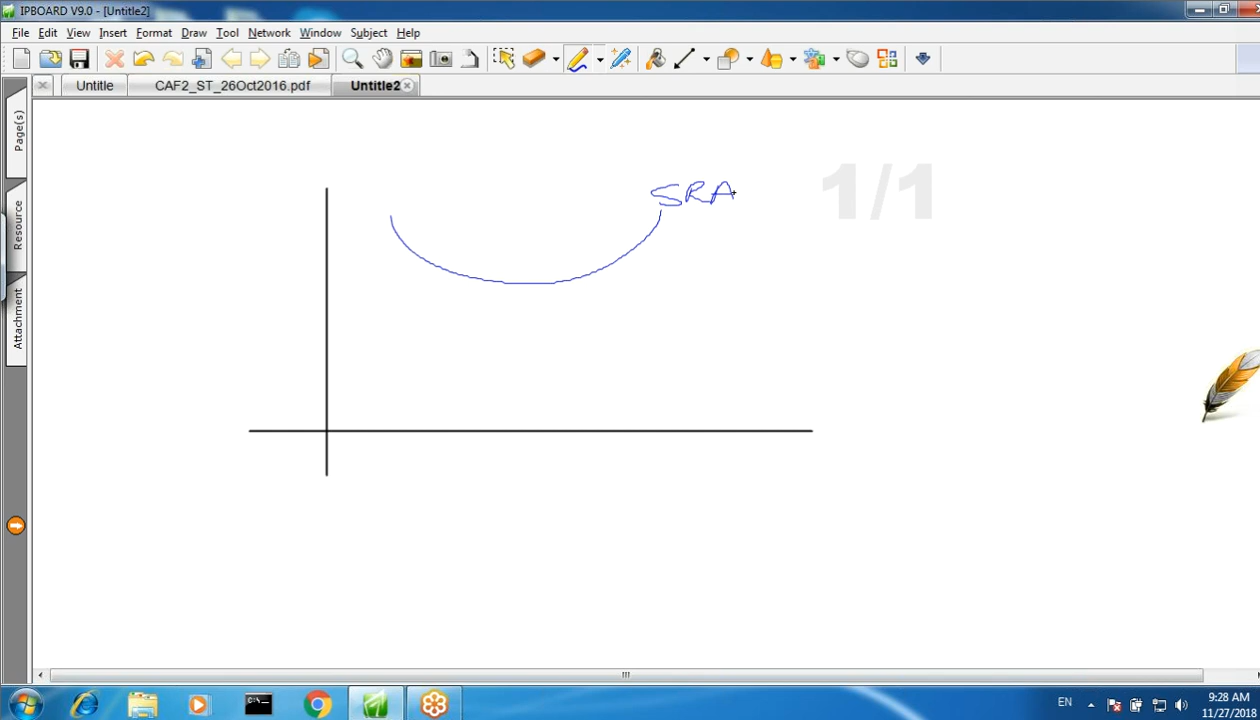 IPBOARD V9.0 - [Untitle2]
File Edit View Insert Format Draw Tool Network Window Subject Help
Untitle CAF2_ST_26Oct2016.pdf Untitle2
Page(s)
Resource
Attachment
SRA
1/1
EN 9:28 AM
11/27/2018